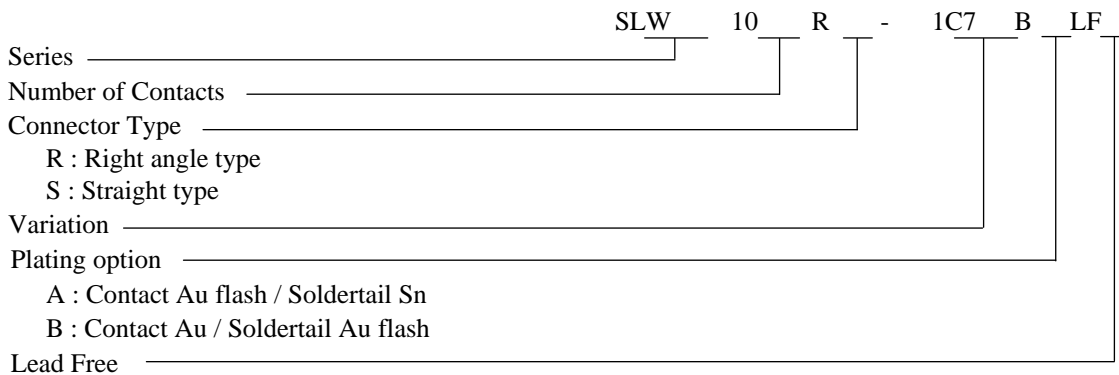 SLW 10 R - 1C7 B LF
Series
Number of Contacts
Connector Type
R : Right angle type
S : Straight type
Variation
Plating option
A : Contact Au flash / Soldertail Sn
B : Contact Au / Soldertail Au flash
Lead Free